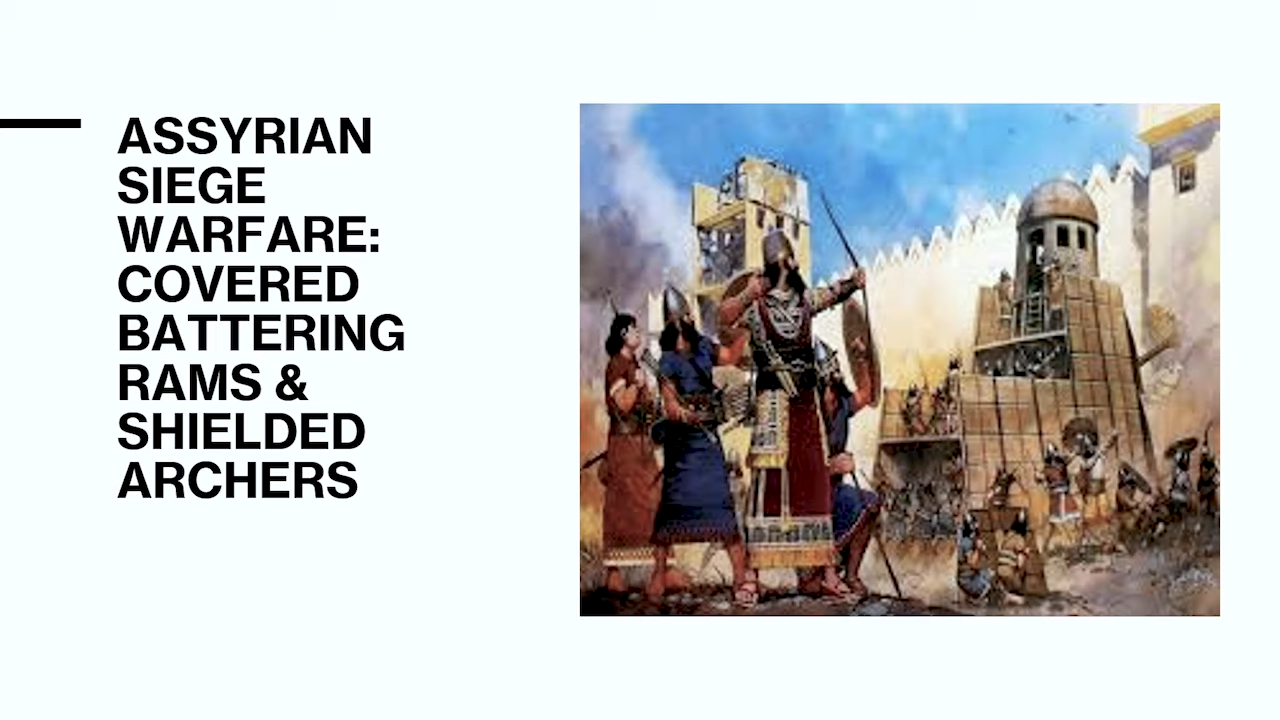 ASSYRIAN
SIEGE
WARFARE:
COVERED
BATTERING
RAMS &
SHIELDED
ARCHERS